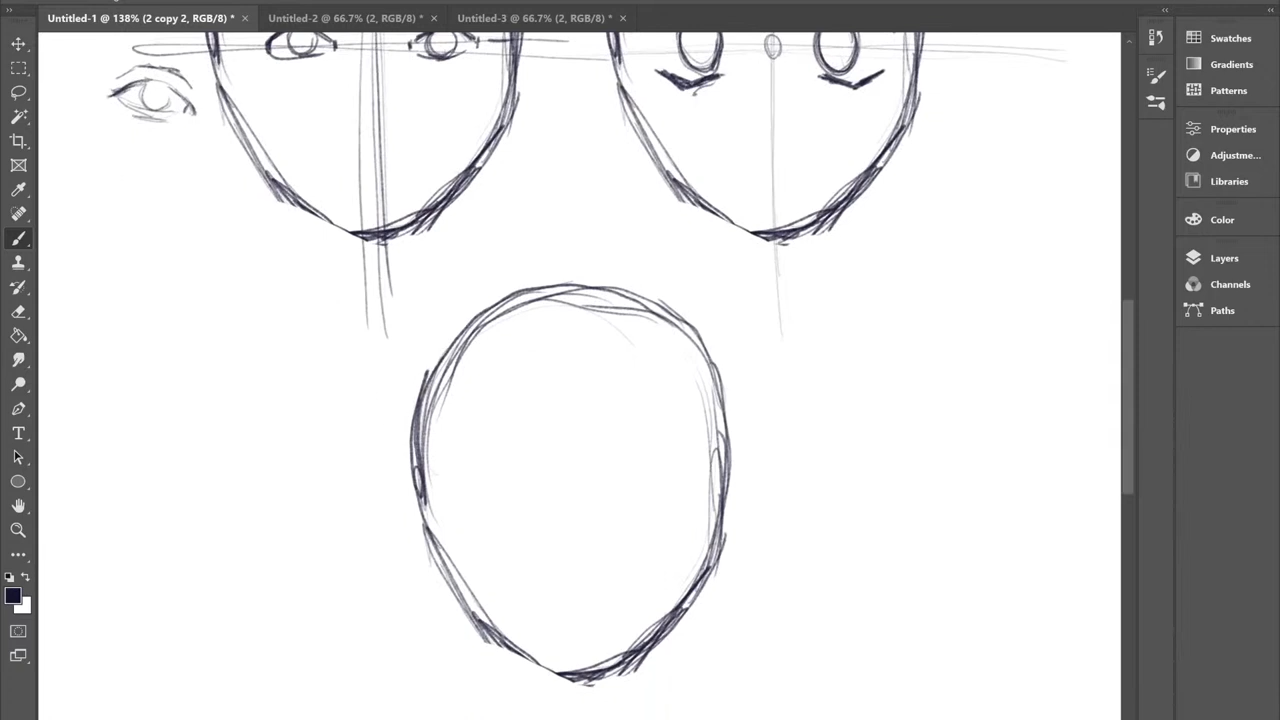 Untitled-1 @ 138% (2 copy 2, RGB/8) * ×
Untitled-2 @ 66.7% (2, RGB/8) * ×
Untitled-3 @ 66.7% (2, RGB/8) * ×
Swatches
Gradients
Patterns
Properties
Adjustme...
Libraries
Color
Layers
Channels
Paths